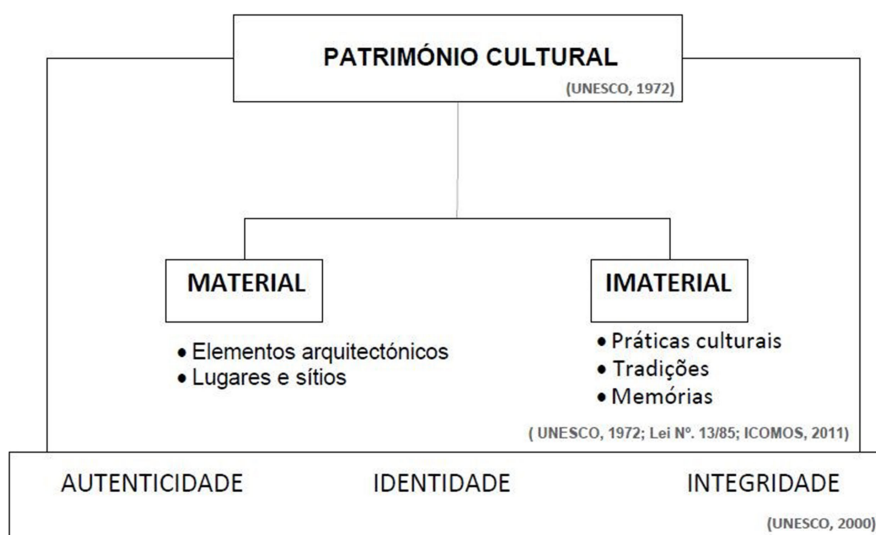 PATRIMÓNIO CULTURAL
(UNESCO, 1972)
MATERIAL
• Elementos arquitectónicos
• Lugares e sítios
IMATERIAL
• Práticas culturais
• Tradições
• Memórias
( UNESCO, 1972; Lei Nº. 13/85; ICOMOS, 2011)
AUTENTICIDADE IDENTIDADE INTEGRIDADE
(UNESCO, 2000)